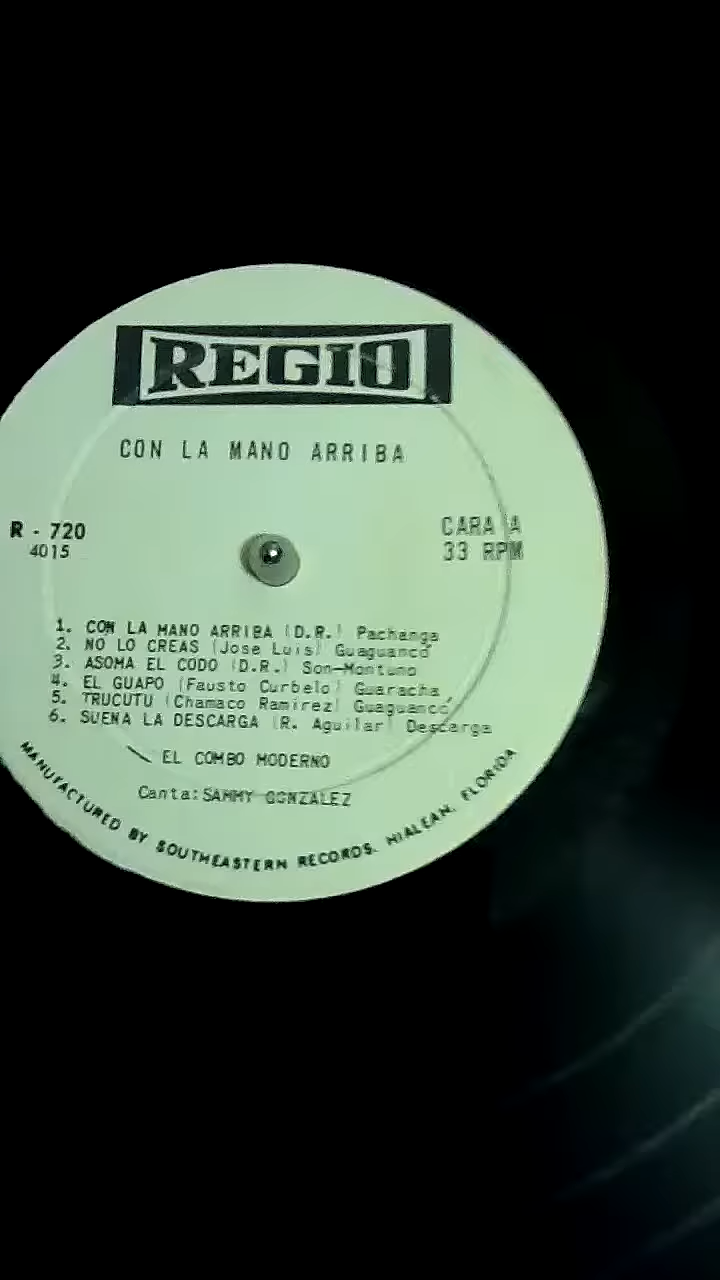 REGIO
CON LA MANO ARRIBA
R - 720
4015
CARA A
33 RPM
1. CON LA MANO ARRIBA (D.R.) Pachanga
2. NO LO CREAS (Jose Luis) Guaguancó
3. ASOMA EL CODO (D.R.) Son-Montuno
4. EL GUAPO (Fausto Curbelo) Guaracha
5. TRUCUTU (Chamaco Ramirez) Guaguancó
6. SUENA LA DESCARGA (R. Aguilar) Descarga
EL COMBO MODERNO
Canta: SAMMY GONZALEZ
MANUFACTURED BY SOUTHEASTERN RECORDS. HIALEAH, FLORIDA